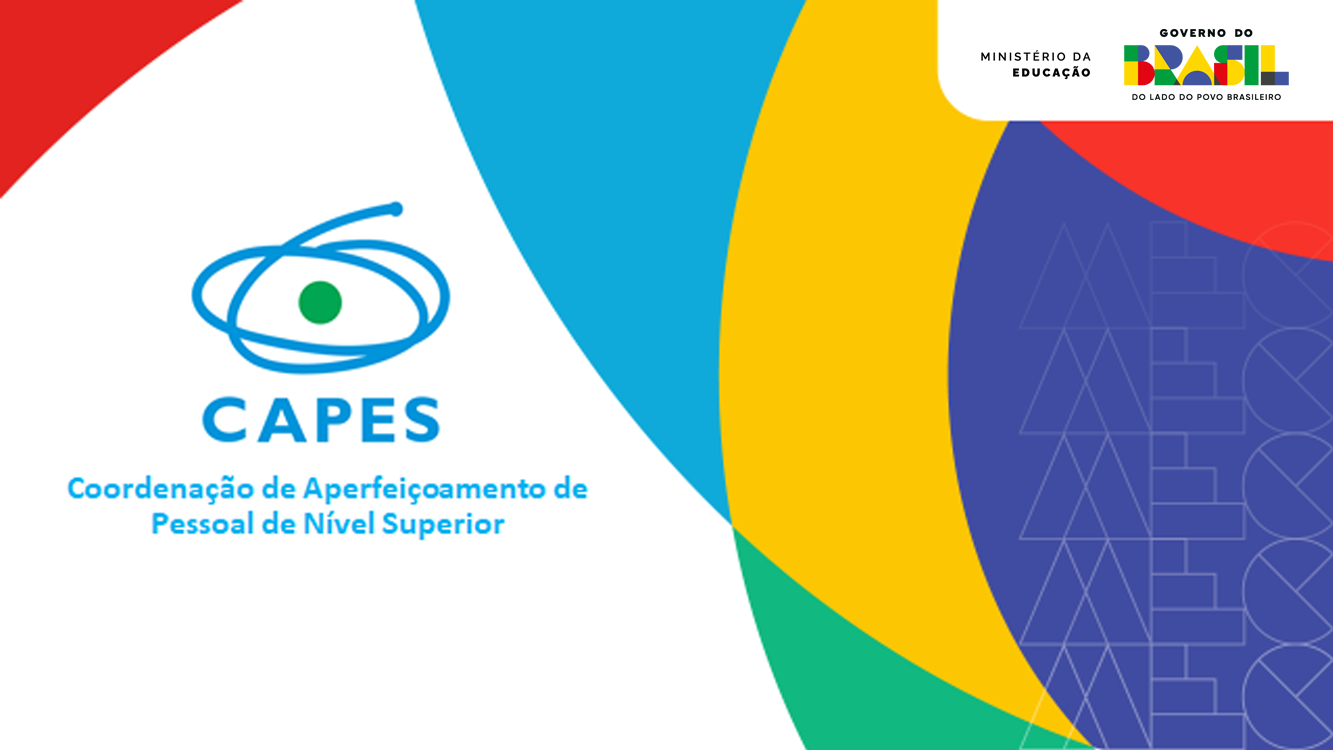 MINISTÉRIO DA
EDUCAÇÃO
GOVERNO DO
BRASIL
DO LADO DO POVO BRASILEIRO
CAPES
Coordenação de Aperfeiçoamento de
Pessoal de Nível Superior